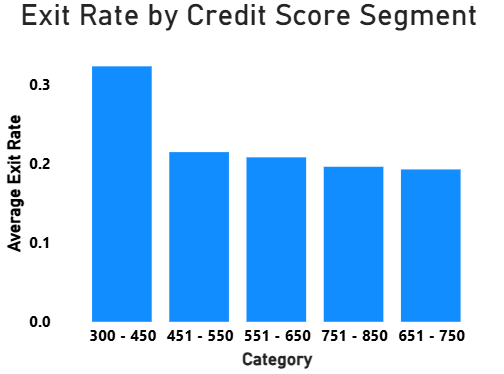 Exit Rate by Credit Score Segment
Average Exit Rate
0.3
0.2
0.1
0.0
300 - 450 451 - 550 551 - 650 751 - 850 651 - 750
Category